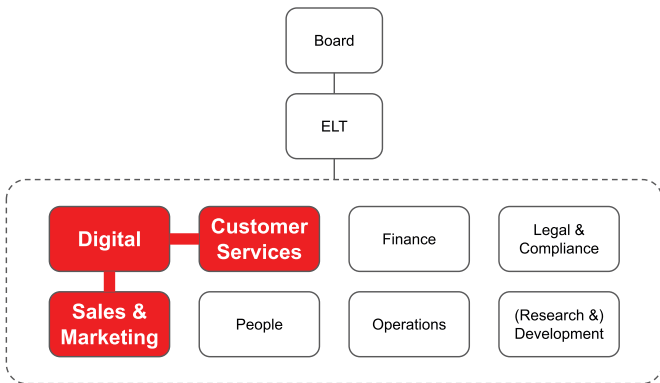 Board
ELT
Digital
Customer
Services
Finance
Legal &
Compliance
Sales &
Marketing
People
Operations
(Research &)
Development